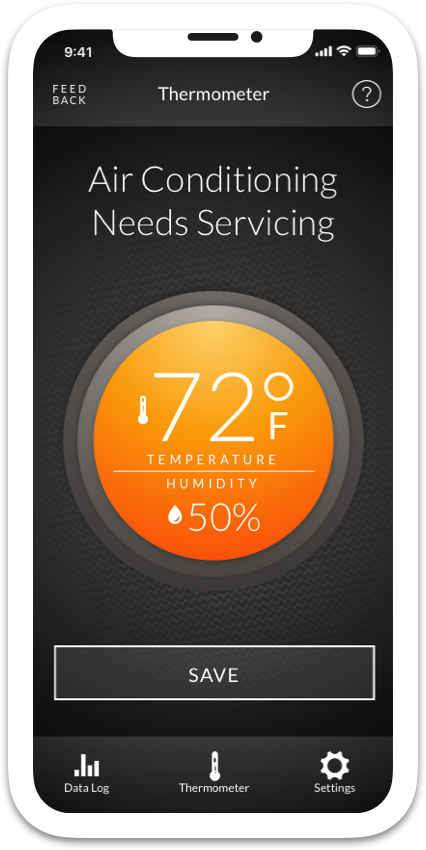 9:41
FEED
BACK
Thermometer
?
Air Conditioning
Needs Servicing
72°
F
TEMPERATURE
HUMIDITY
50%
SAVE
Data Log
Thermometer
Settings